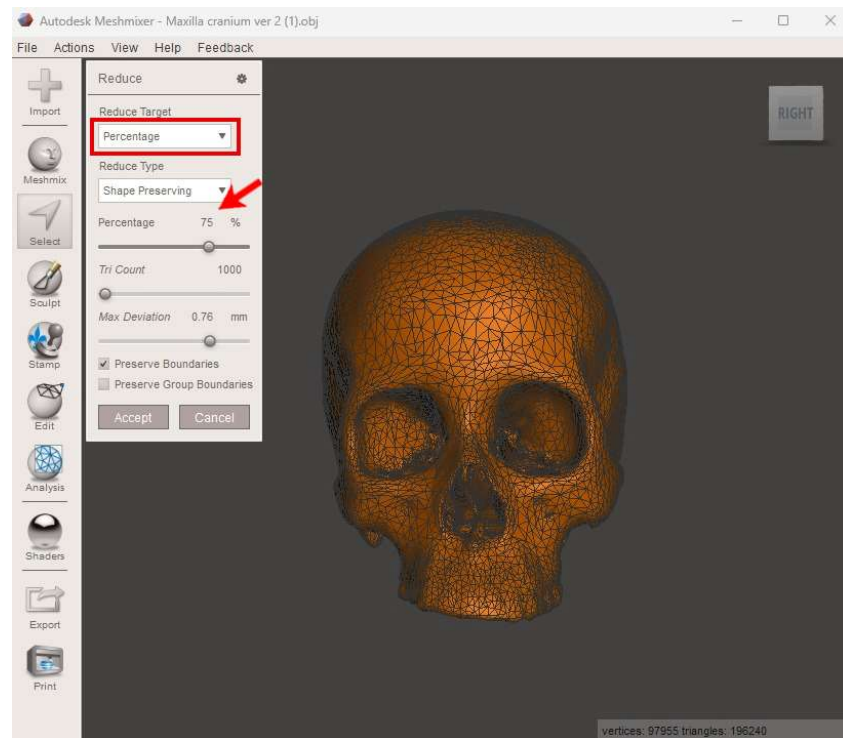 Autodesk Meshmixer - Maxilla cranium ver 2 (1).obj
File Actions View Help Feedback
Import
Meshmix
Select
Sculpt
Stamp
Edit
Analysis
Shaders
Export
Print
Reduce
Reduce Target
Percentage
Reduce Type
Shape Preserving
Percentage 75 %
Tri Count 1000
Max Deviation 0.76 mm
Preserve Boundaries
Preserve Group Boundaries
Accept Cancel
RIGHT
vertices: 97955 triangles: 196240